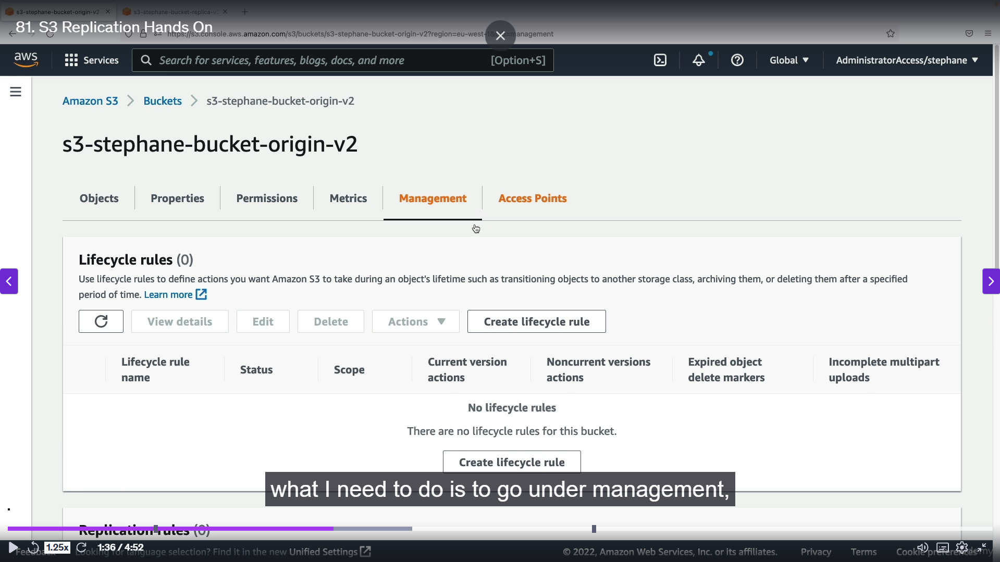 s3-stephane-bucket-origin-v2
s3-stephane-bucket-replica-v2
81. S3 Replication Hands On
https://s3.console.aws.amazon.com/s3/buckets/s3-stephane-bucket-origin-v2?region=eu-west-1& =management
aws
Services
Search for services, features, blogs, docs, and more
[Option+S]
Global
AdministratorAccess/stephane
Amazon S3
Buckets
s3-stephane-bucket-origin-v2
s3-stephane-bucket-origin-v2
Objects
Properties
Permissions
Metrics
Management
Access Points
Lifecycle rules (0)
Use lifecycle rules to define actions you want Amazon S3 to take during an object's lifetime such as transitioning objects to another storage class, archiving them, or deleting them after a specified
period of time. Learn more
View details
Edit
Delete
Actions
Create lifecycle rule
Lifecycle rule
name
Status
Scope
Current version
actions
Noncurrent versions
actions
Expired object
delete markers
Incomplete multipart
uploads
No lifecycle rules
There are no lifecycle rules for this bucket.
Create lifecycle rule
what I need to do is to go under management,
Replication rules (0)
1.25x
1:36 / 4:52
Feedback
Looking for language selection? Find it in the new Unified Settings
© 2022, Amazon Web Services, Inc. or its affiliates.
Privacy
Terms
Cookie preferences